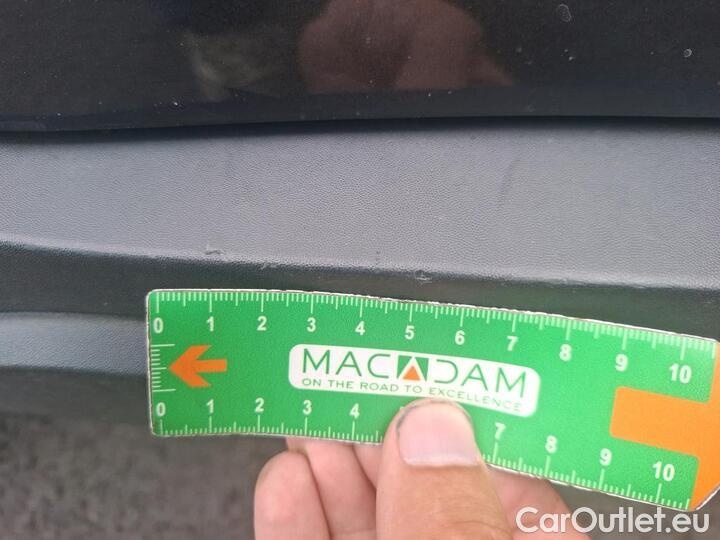 0 1 2 3 4 5 6 7 8 9 10
MACADAM
ON THE ROAD TO EXCELLENCE
0 1 2 3 4 7 8 9 10
CarOutlet.eu